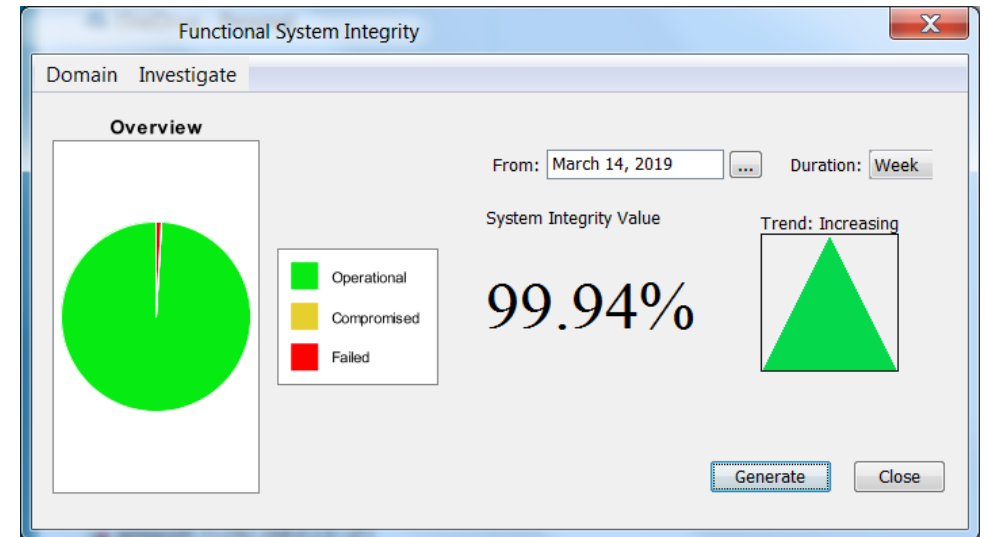 Functional System Integrity
Domain Investigate
Overview
From: March 14, 2019 ... Duration: Week
System Integrity Value
Trend: Increasing
Operational
Compromised
Failed
99.94%
Generate Close